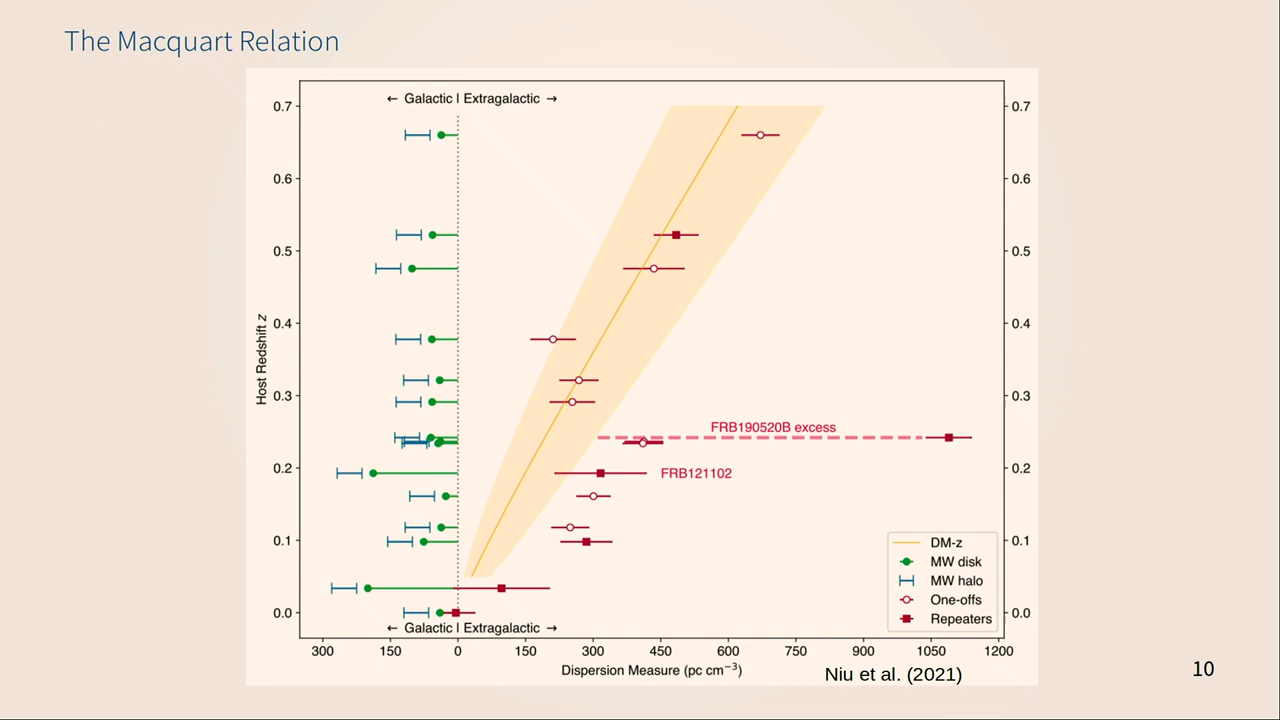 The Macquart Relation
← Galactic | Extragalactic →
0.7
0.7
0.6
0.6
0.5
0.5
0.4
0.4
Host Redshift z
0.3
0.3
FRB190520B excess
0.2
FRB121102
0.2
0.1
0.1
DM-z
MW disk
MW halo
One-offs
Repeaters
0.0
0.0
← Galactic | Extragalactic →
300 150 0 150 300 450 600 750 900 1050 1200
Dispersion Measure (pc cm⁻³)
Niu et al. (2021)
10